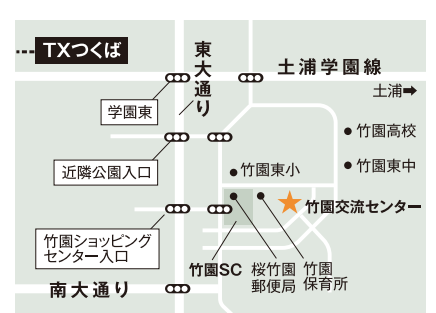 TXつくば
東大通り
土浦学園線
土浦➡
学園東
竹園高校
近隣公園入口
竹園東小
竹園東中
竹園交流センター
竹園ショッピング
センター入口
竹園SC
桜竹園
郵便局
竹園
保育所
南大通り